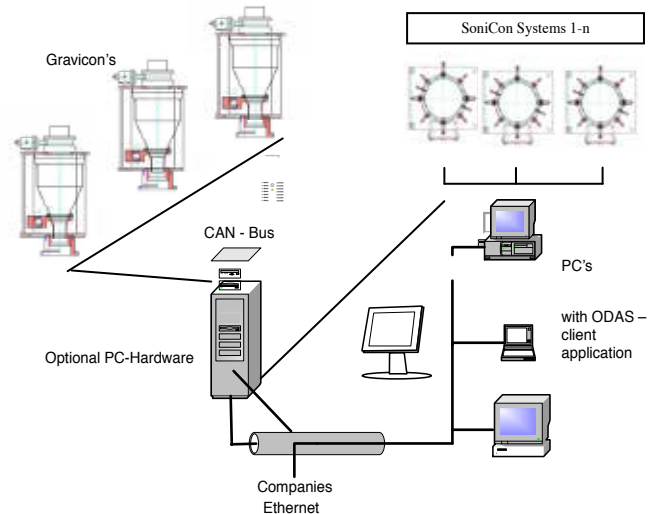 SoniCon Systems 1-n
Gravicon's
CAN - Bus
PC's
Optional PC-Hardware
with ODAS –
client
application
Companies
Ethernet